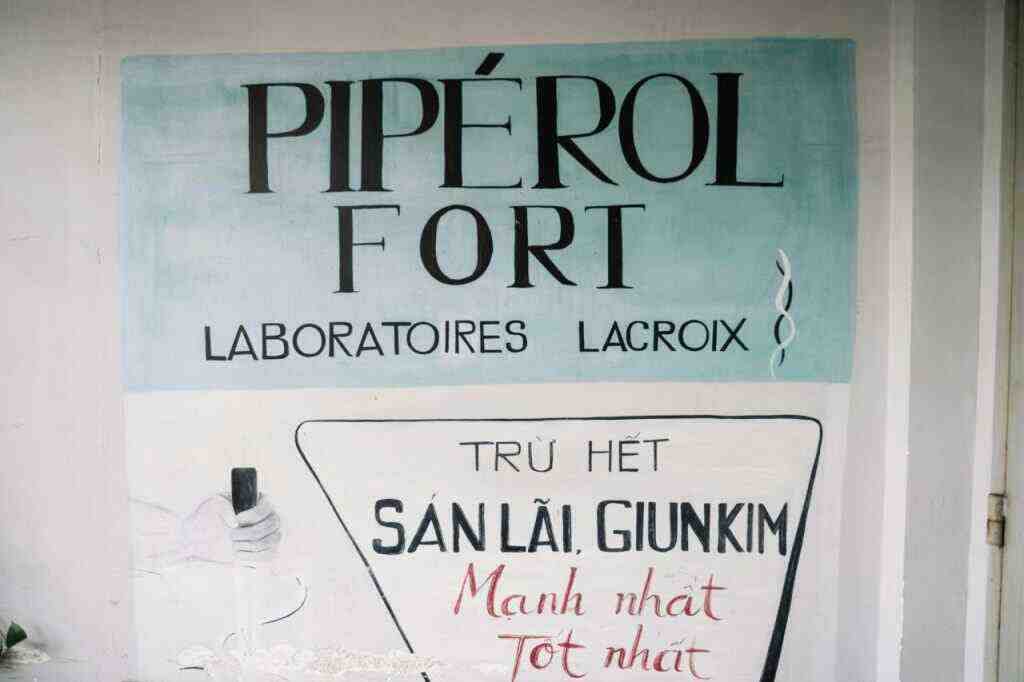 PIPÉROL
FORT
LABORATOIRES LACROIX
TRỪ HẾT
SÁN LÃI, GIUNKIM
Mạnh nhất
Tốt nhất